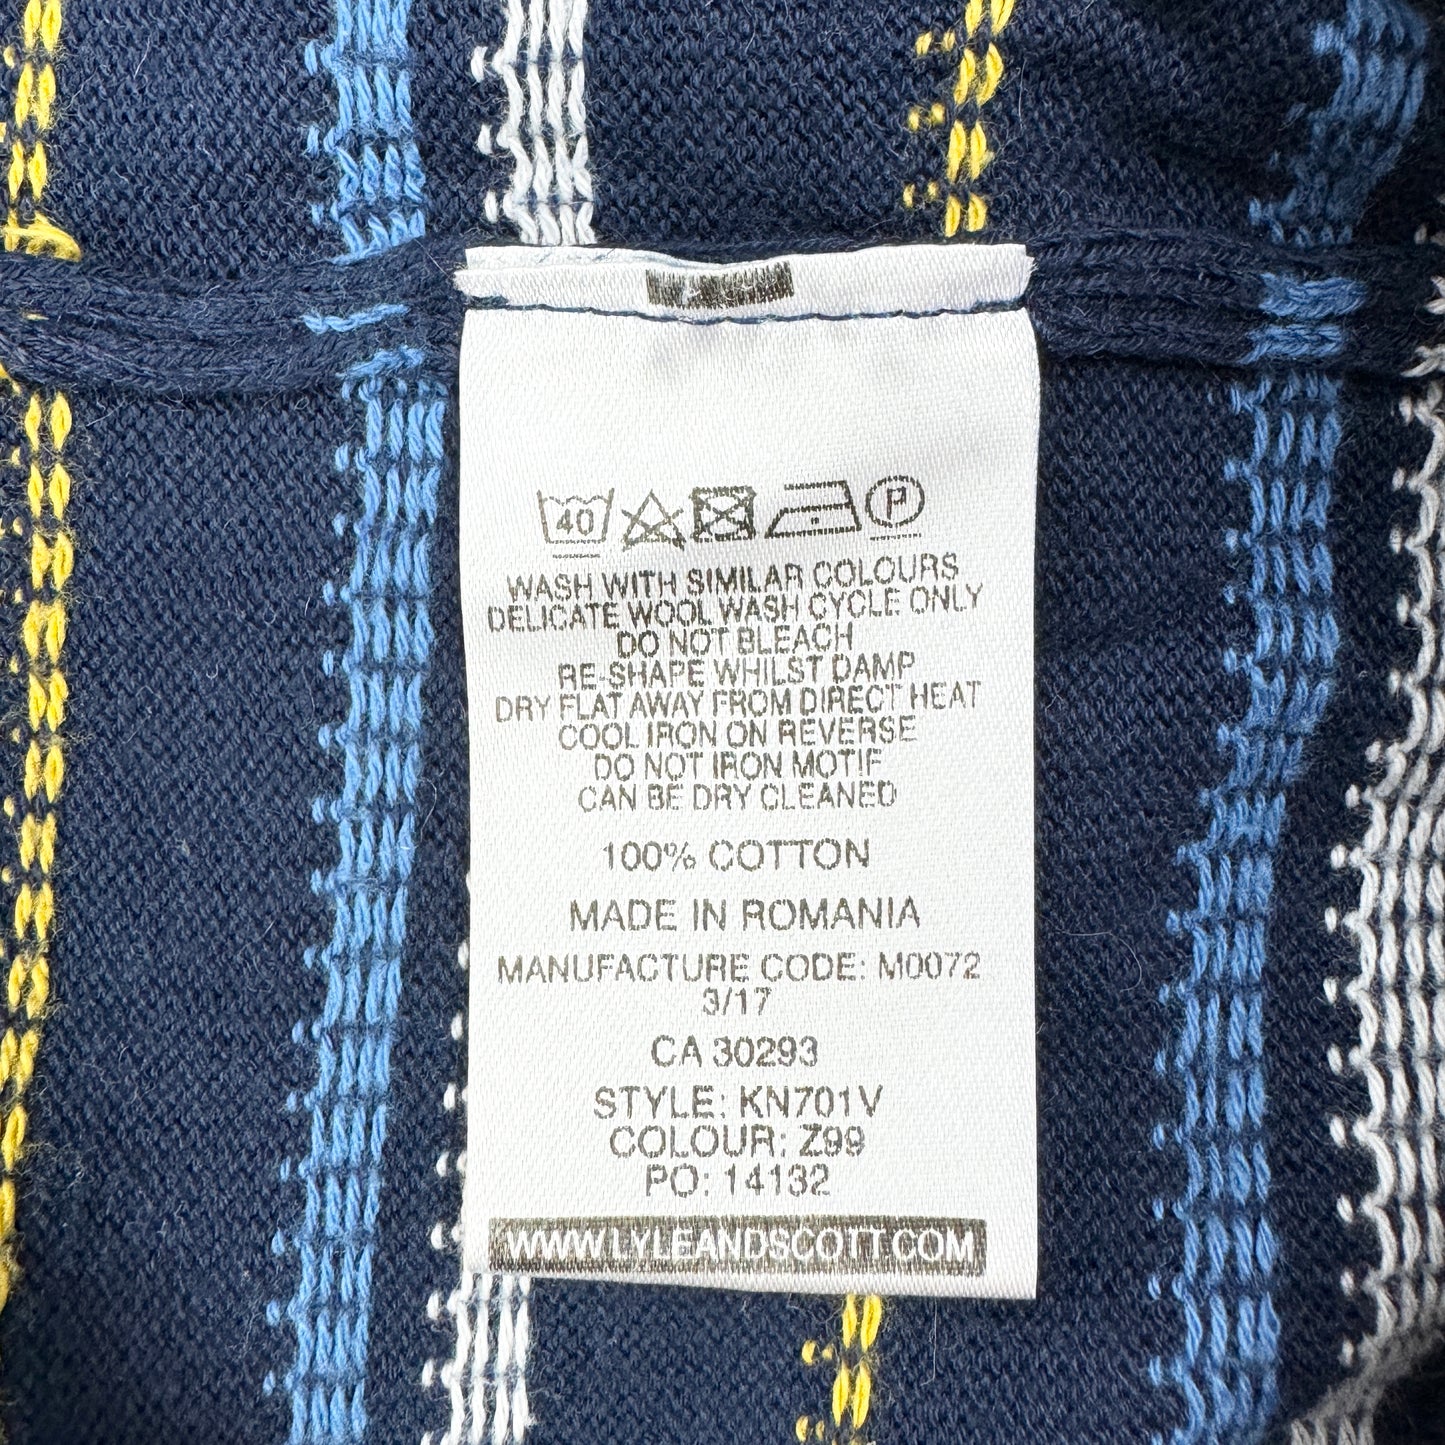 40 P
WASH WITH SIMILAR COLOURS
DELICATE WOOL WASH CYCLE ONLY
DO NOT BLEACH
RE-SHAPE WHILST DAMP
DRY FLAT AWAY FROM DIRECT HEAT
COOL IRON ON REVERSE
DO NOT IRON MOTIF
CAN BE DRY CLEANED
100% COTTON
MADE IN ROMANIA
MANUFACTURE CODE: M0072
3/17
CA 30293
STYLE: KN701V
COLOUR: Z99
PO: 14132
WWW.LYLEANDSCOTT.COM